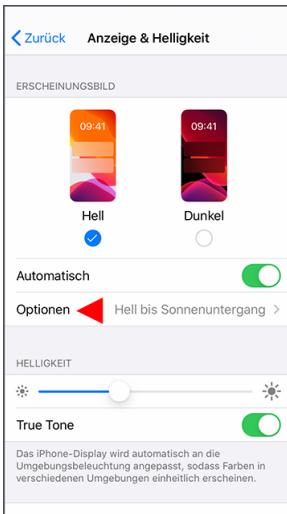 Zurück Anzeige & Helligkeit
ERSCHEINUNGSBILD
09:41 09:41
Hell Dunkel
Automatisch
Optionen Hell bis Sonnenuntergang
HELLIGKEIT
True Tone
Das iPhone-Display wird automatisch an die
Umgebungsbeleuchtung angepasst, sodass Farben in
verschiedenen Umgebungen einheitlich erscheinen.